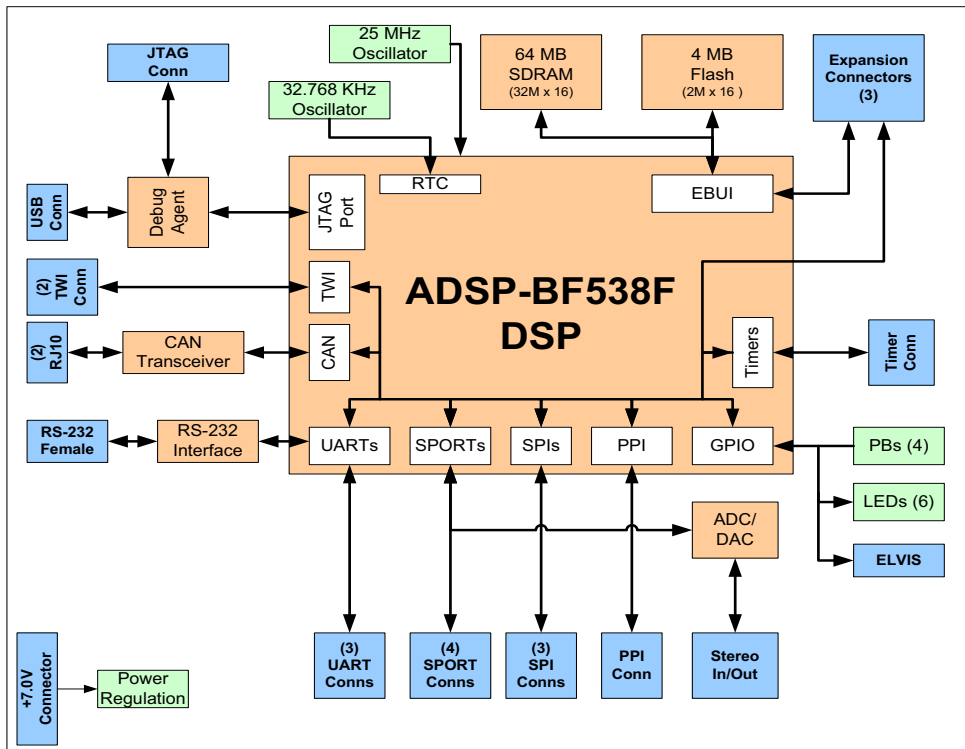 25 MHz
Oscillator
JTAG
Conn
64 MB
SDRAM
(32M x 16)
4 MB
Flash
(2M x 16 )
Expansion
Connectors
(3)
32.768 KHz
Oscillator
RTC
EBUI
USB
Conn
Debug
Agent
JTAG
Port
(2)
TWI
Conn
TWI
ADSP-BF538F
DSP
(2)
RJ10
CAN
Transceiver
CAN
Timers
Timer
Conn
RS-232
Female
RS-232
Interface
UARTs
SPORTs
SPIs
PPI
GPIO
PBs (4)
LEDs (6)
ADC/
DAC
ELVIS
(3)
UART
Conns
(4)
SPORT
Conns
(3)
SPI
Conns
PPI
Conn
Stereo
In/Out
+7.0V
Connector
Power
Regulation